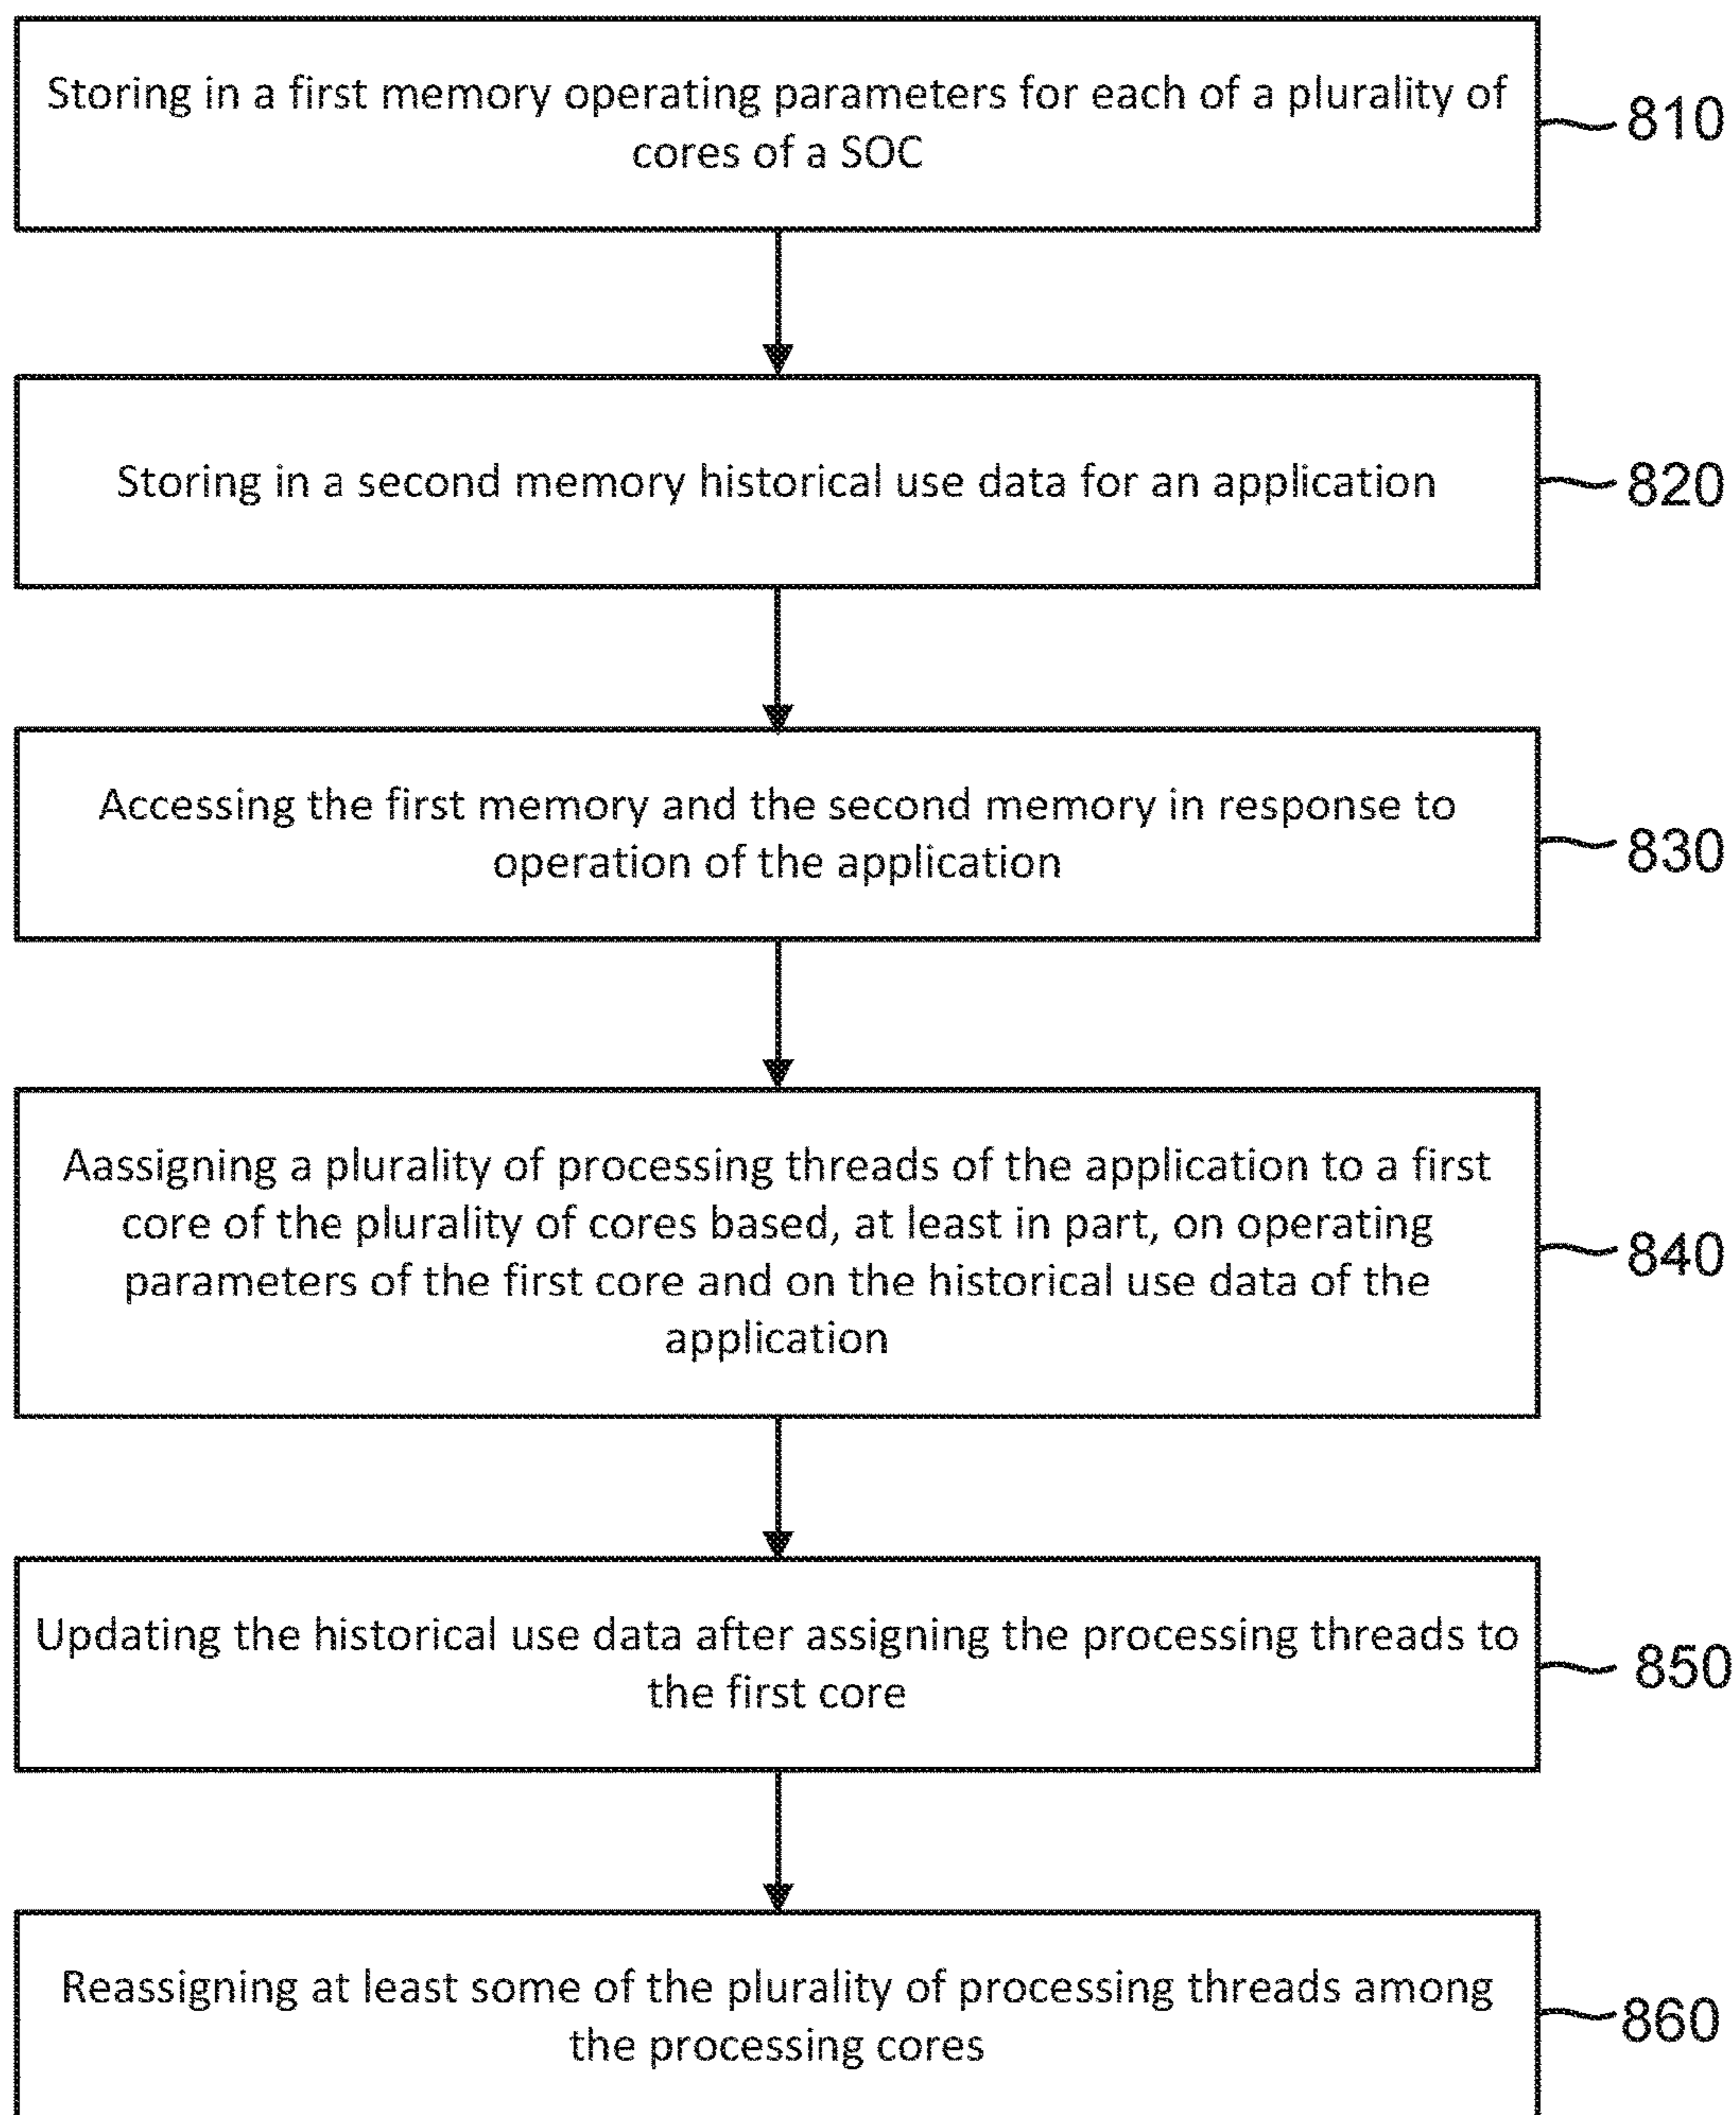 Storing in a first memory operating parameters for each of a plurality of
cores of a SOC
810
Storing in a second memory historical use data for an application
820
Accessing the first memory and the second memory in response to
operation of the application
830
Aassigning a plurality of processing threads of the application to a first
core of the plurality of cores based, at least in part, on operating
parameters of the first core and on the historical use data of the
application
840
Updating the historical use data after assigning the processing threads to
the first core
850
Reassigning at least some of the plurality of processing threads among
the processing cores
860